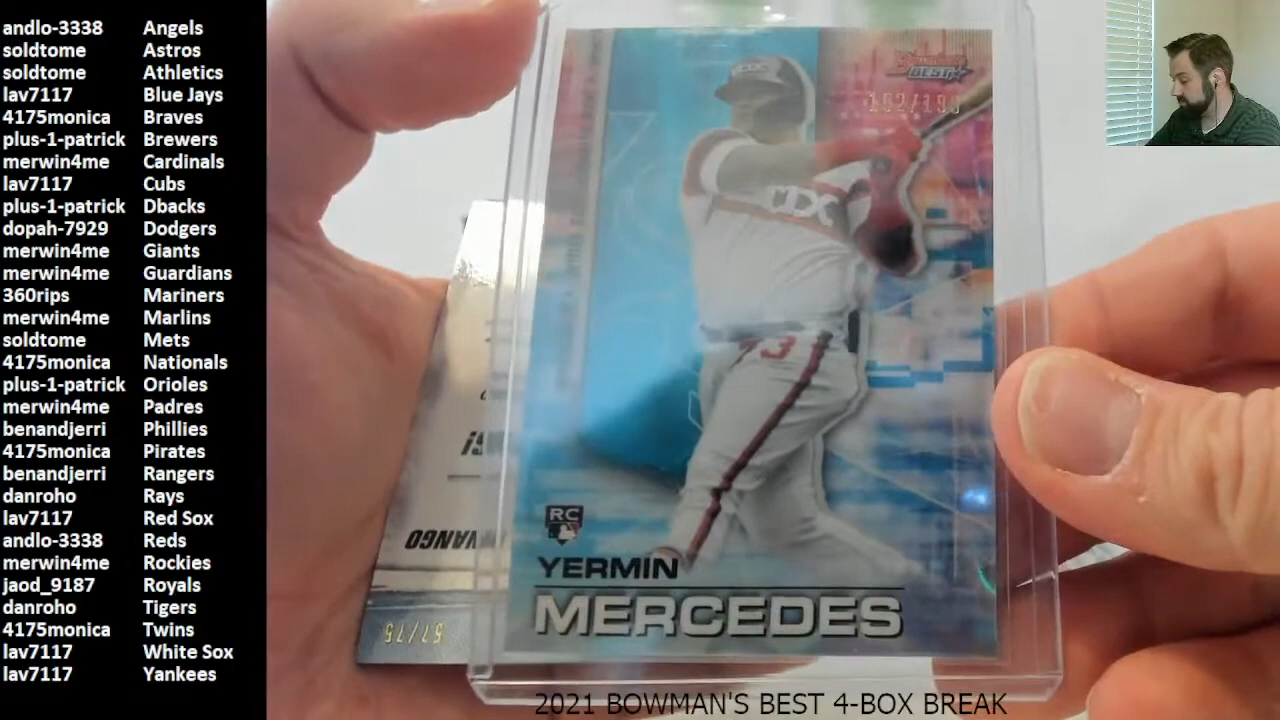 andlo-3338 Angels
soldtome Astros
soldtome Athletics
lav7117 Blue Jays
4175monica Braves
plus-1-patrick Brewers
merwin4me Cardinals
lav7117 Cubs
plus-1-patrick Dbacks
dopah-7929 Dodgers
merwin4me Giants
merwin4me Guardians
360rips Mariners
merwin4me Marlins
soldtome Mets
4175monica Nationals
plus-1-patrick Orioles
merwin4me Padres
benandjerri Phillies
4175monica Pirates
benandjerri Rangers
danroho Rays
lav7117 Red Sox
andlo-3338 Reds
merwin4me Rockies
jaod_9187 Royals
danroho Tigers
4175monica Twins
lav7117 White Sox
lav7117 Yankees
BEST
73
RC
YERMIN
MERCEDES
57/75
2021 BOWMAN'S BEST 4-BOX BREAK